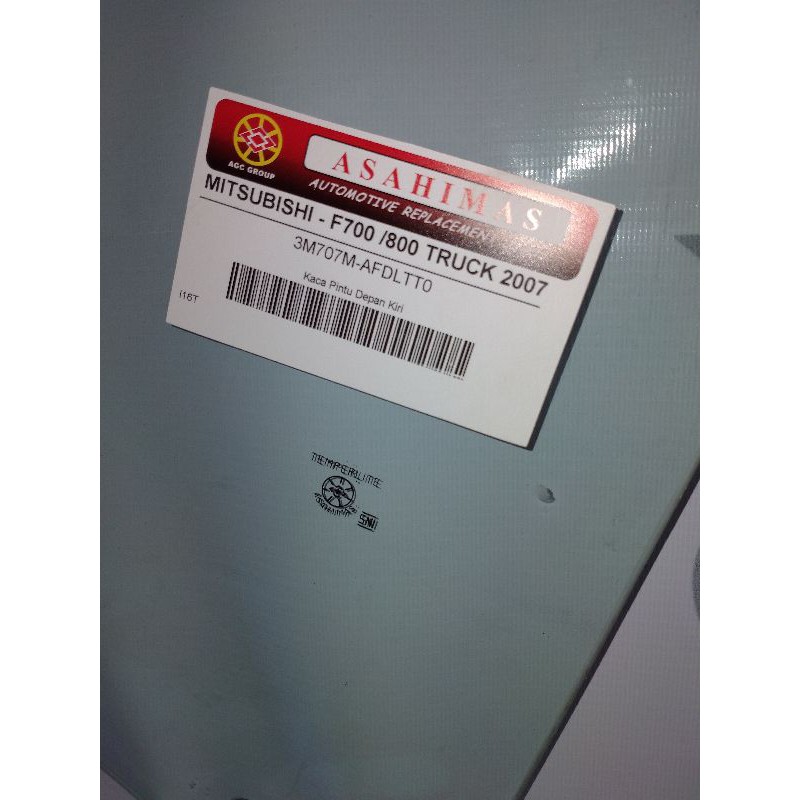 AGC GROUP
ASAHIMAS
AUTOMOTIVE REPLACEMENT
MITSUBISHI - F700 /800 TRUCK 2007
3M707M-AFDLTT0
Kaca Pintu Depan Kiri
I16T
TEMPERLITE
ASAHIMAS
SNI